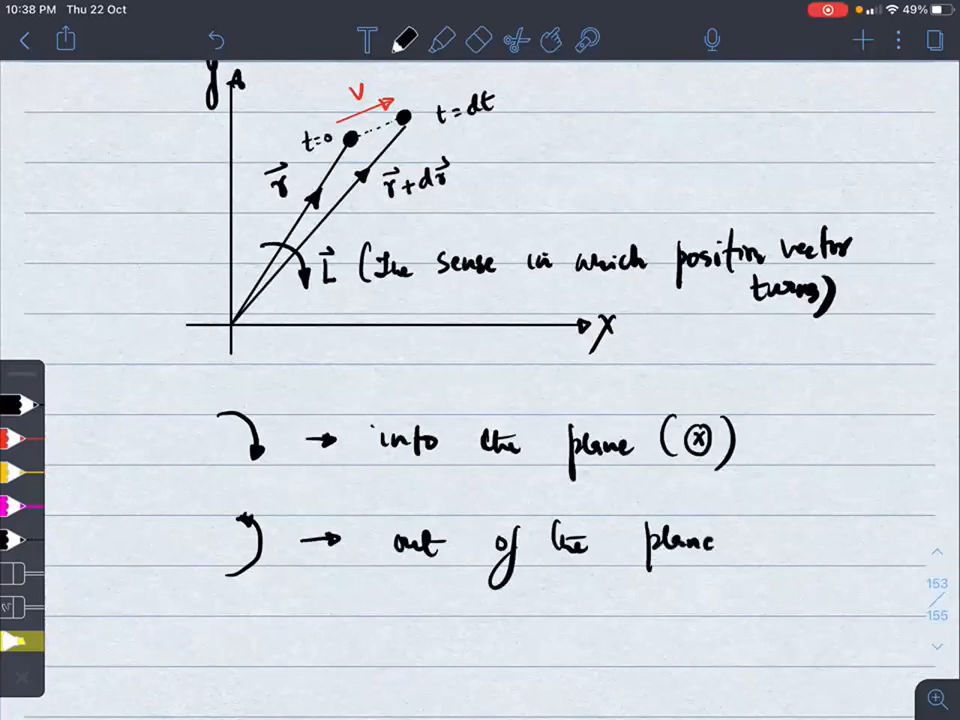 10:38 PM Thu 22 Oct
49%
y
V
t=0
t=dt
r⃗
r⃗+dr⃗
L⃗ (The sense in which position vector
turns)
X
→ into the plane (ⓧ)
→ out of the plane
153
/
155